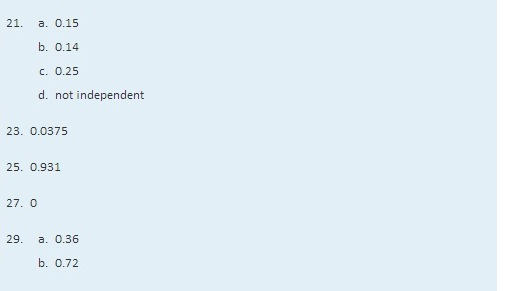 21. a. 0.15
b. 0.14
c. 0.25
d. not independent
23. 0.0375
25. 0.931
27. 0
29. a. 0.36
b. 0.72